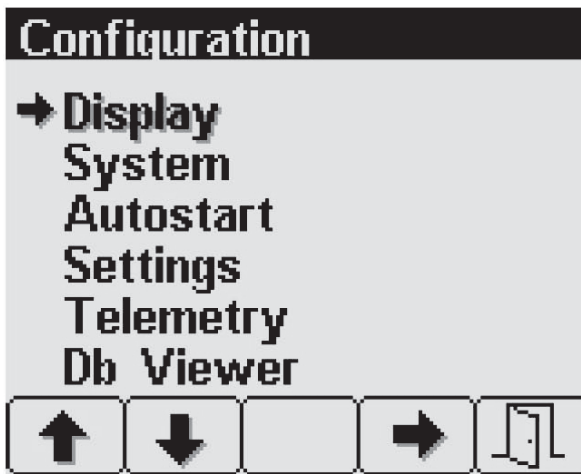 Configuration
Display
System
Autostart
Settings
Telemetry
Db Viewer